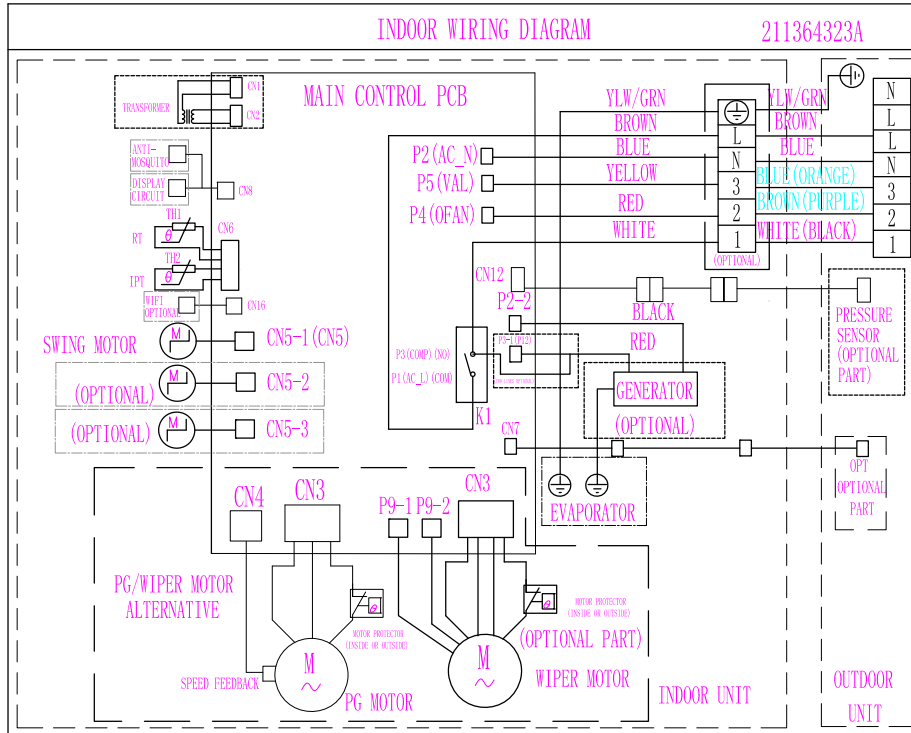 INDOOR WIRING DIAGRAM
211364323A
MAIN CONTROL PCB
TRANSFORMER
CN1
CN2
ANTI-
MOSQUITO
DISPLAY
CIRCUIT
CN8
TH1
RT
CN6
TH2
IPT
WIFI
OPTIONAL
CN16
SWING MOTOR
M
CN5-1(CN5)
(OPTIONAL)
M
CN5-2
(OPTIONAL)
M
CN5-3
P2(AC_N)
P5(VAL)
P4(OFAN)
YLW/GRN
BROWN
BLUE
YELLOW
RED
WHITE
L
N
3
2
1
(OPTIONAL)
YLW/GRN
BROWN
BLUE
BLUE(ORANGE)
BROWN(PURPLE)
WHITE(BLACK)
N
L
L
N
3
2
1
CN12
P2-2
BLACK
P3-1(P12)
RED
P3(COMP)(NO)
P1(AC_L)(COM)
K1
GENERATOR
(OPTIONAL)
PRESSURE
SENSOR
(OPTIONAL
PART)
CN7
EVAPORATOR
OPT
OPTIONAL
PART
CN4
CN3
P9-1
P9-2
CN3
PG/WIPER MOTOR
ALTERNATIVE
θ
MOTOR PROTECTOR
(INSIDE OR OUTSIDE)
θ
MOTOR PROTECTOR
(INSIDE OR OUTSIDE)
(OPTIONAL PART)
SPEED FEEDBACK
M
PG MOTOR
M
WIPER MOTOR
INDOOR UNIT
OUTDOOR
UNIT